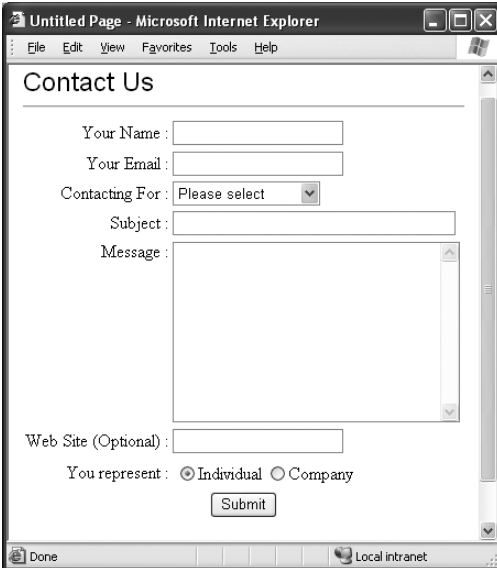 Untitled Page - Microsoft Internet Explorer
File Edit View Favorites Tools Help
Contact Us
Your Name :
Your Email :
Contacting For : Please select
Subject :
Message :
Web Site (Optional) :
You represent : Individual Company
Submit
Done Local intranet